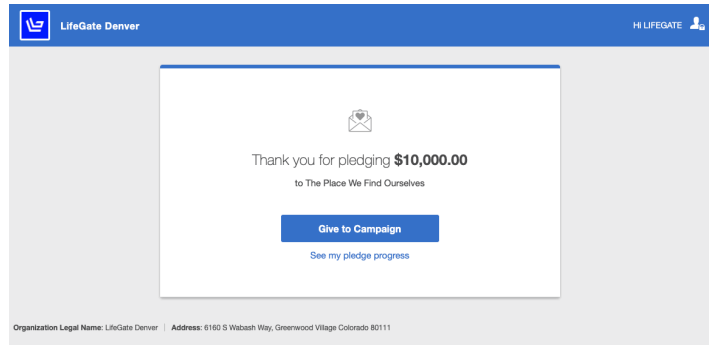 LifeGate Denver
HI LIFEGATE
Thank you for pledging $10,000.00
to The Place We Find Ourselves
Give to Campaign
See my pledge progress
Organization Legal Name: LifeGate Denver | Address: 6160 S Wabash Way, Greenwood Village Colorado 80111